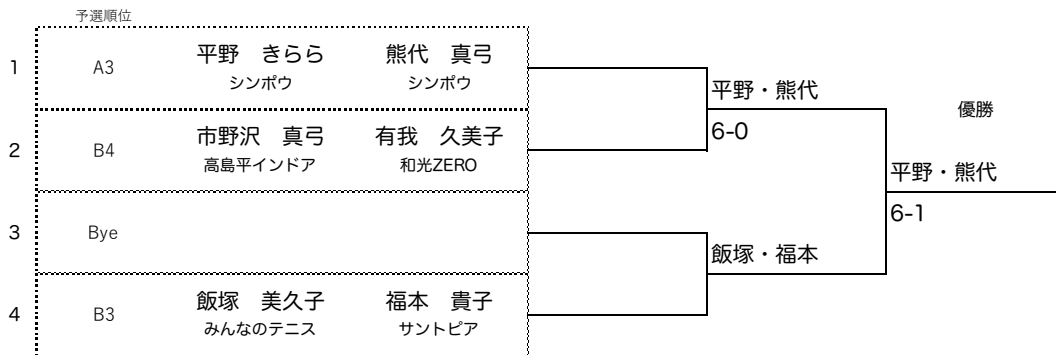 予選順位
1 A3 平野　きらら 熊代　真弓
シンポウ シンポウ
平野・熊代
6-0
優勝
2 B4 市野沢　真弓 有我　久美子
高島平インドア 和光ZERO
平野・熊代
6-1
3 Bye
飯塚・福本
4 B3 飯塚　美久子 福本　貴子
みんなのテニス サントピア